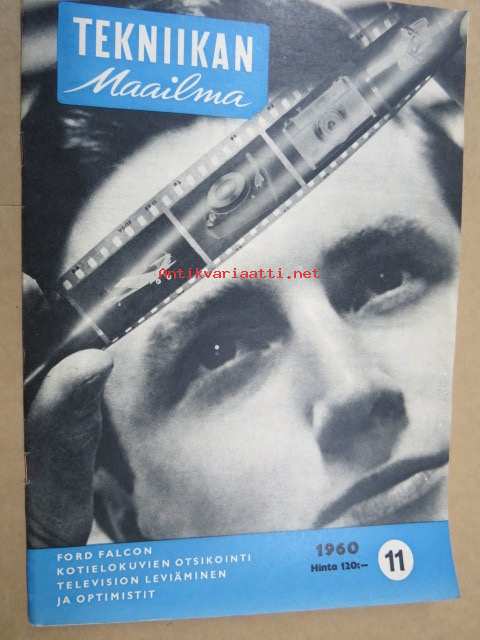 TEKNIIKAN
Maailma
Antikvariaatti.net
FORD FALCON
KOTIELOKUVIEN OTSIKOINTI
TELEVISION LEVIÄMINEN
JA OPTIMISTIT
1960
Hinta 120:–
11